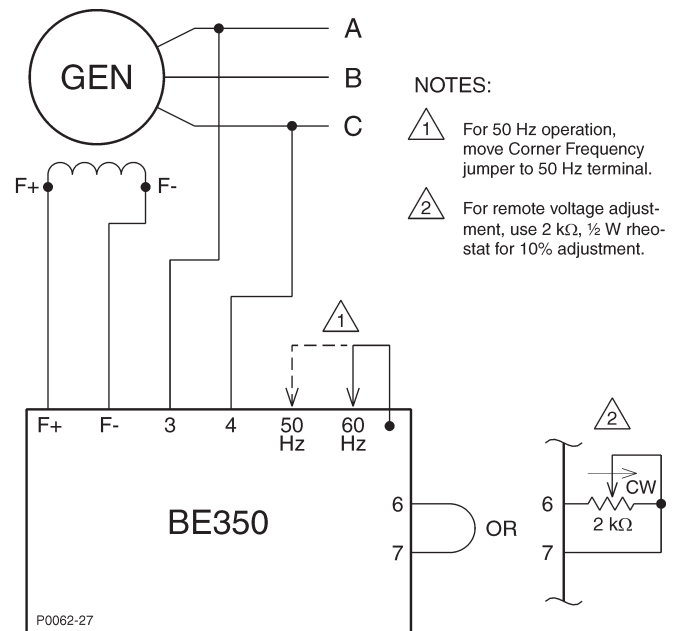 GEN
A
B
C
F+
F-
NOTES:
1
For 50 Hz operation,
move Corner Frequency
jumper to 50 Hz terminal.
2
For remote voltage adjust-
ment, use 2 kΩ, ½ W rheo-
stat for 10% adjustment.
1
F+ F- 3 4 50 Hz 60 Hz
BE350
6
7
OR
2
6
7
CW
2 kΩ
P0062-27